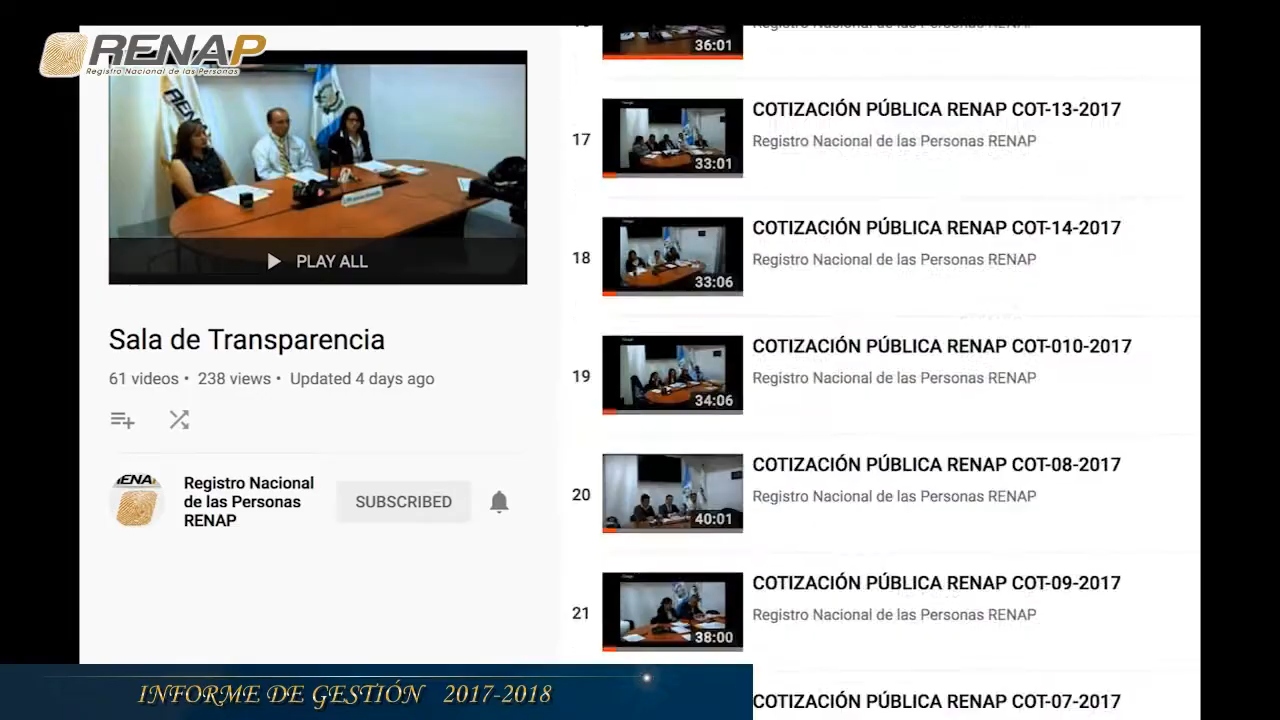 RENAP
Registro Nacional de las Personas
PLAY ALL
Sala de Transparencia
61 videos • 238 views • Updated 4 days ago
Registro Nacional
de las Personas
RENAP
SUBSCRIBED
36:01
Registro Nacional de las Personas RENAP
17
33:01
COTIZACIÓN PÚBLICA RENAP COT-13-2017
Registro Nacional de las Personas RENAP
18
33:06
COTIZACIÓN PÚBLICA RENAP COT-14-2017
Registro Nacional de las Personas RENAP
19
34:06
COTIZACIÓN PÚBLICA RENAP COT-010-2017
Registro Nacional de las Personas RENAP
20
40:01
COTIZACIÓN PÚBLICA RENAP COT-08-2017
Registro Nacional de las Personas RENAP
21
38:00
COTIZACIÓN PÚBLICA RENAP COT-09-2017
Registro Nacional de las Personas RENAP
COTIZACIÓN PÚBLICA RENAP COT-07-2017
INFORME DE GESTIÓN 2017-2018